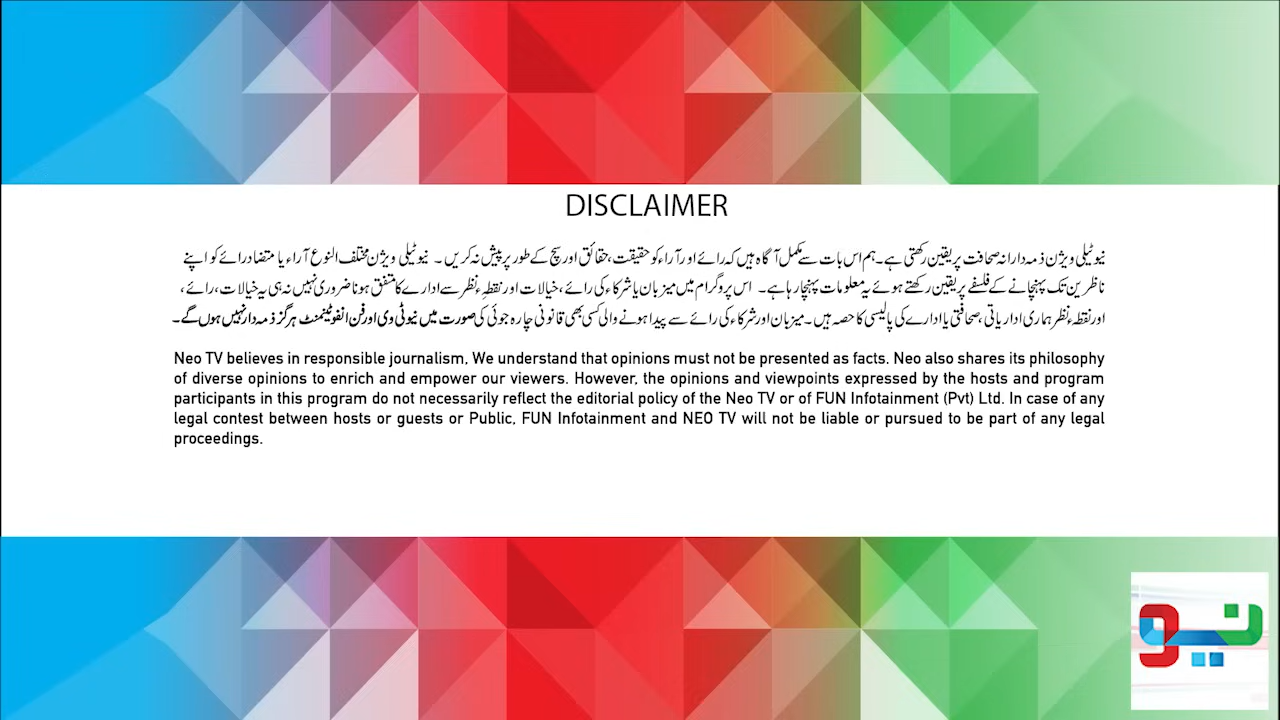 DISCLAIMER
نیوٹیلی ویژن ذمہ دارانہ صحافت پر یقین رکھتی ہے۔ ہم اس بات سے مکمل آگاہ ہیں کہ رائے اور آراء کو حقیقت، حقائق اور سچ کے طور پر پیش نہ کریں ۔ نیوٹیلی ویژن مختلف النوع آراء یا متضاد رائے کو اپنے
ناظرین تک پہنچانے کے فلسفے پر یقین رکھتے ہوئے یہ معلومات پہنچا رہا ہے۔ اس پروگرام میں میزبان یا شرکاء کی رائے، خیالات اور نقطہء نظر سے ادارے کا متفق ہونا ضروری نہیں نہ ہی یہ خیالات، رائے،
اور نقطہء نظر ہماری ادارتی، صحافتی یا ادارے کی پالیسی کا حصہ ہیں۔ میزبان اور شرکاء کی رائے سے پیدا ہونے والی کسی بھی قانونی چارہ جوئی کی صورت میں نیو ٹی وی اور فن انفوٹینمنٹ ہرگز ذمہ دار نہیں ہوں گے۔
Neo TV believes in responsible journalism, We understand that opinions must not be presented as facts. Neo also shares its philosophy
of diverse opinions to enrich and empower our viewers. However, the opinions and viewpoints expressed by the hosts and program
participants in this program do not necessarily reflect the editorial policy of the Neo TV or of FUN Infotainment (Pvt) Ltd. In case of any
legal contest between hosts or guests or Public, FUN Infotainment and NEO TV will not be liable or pursued to be part of any legal
proceedings.
نیو